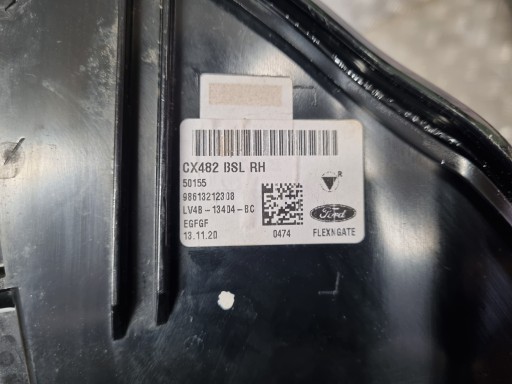 CX482 BSL RH
50155
98613212308
LV4B-13404-BC
EGFGF
13.11.20
0474
R
Ford
FLEXNGATE